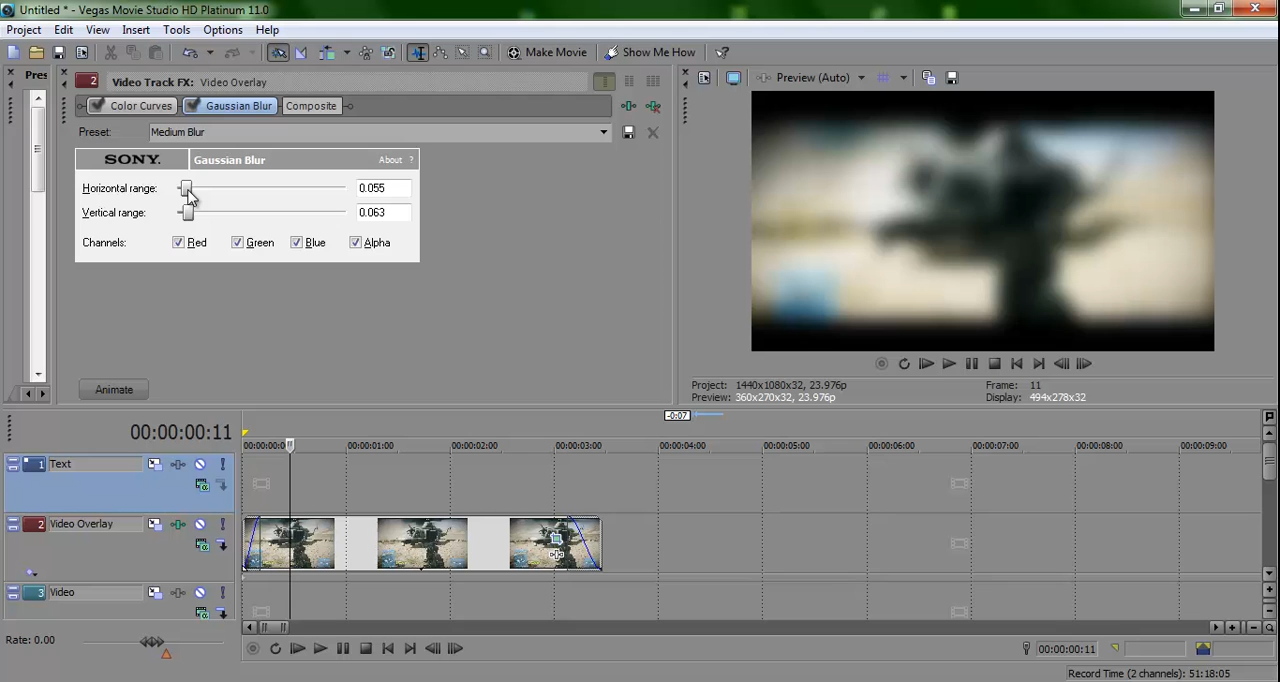 Untitled * - Vegas Movie Studio HD Platinum 11.0
Project Edit View Insert Tools Options Help
Make Movie Show Me How
Pres
2 Video Track FX: Video Overlay
Preview (Auto)
Color Curves Gaussian Blur Composite
Preset: Medium Blur
SONY. Gaussian Blur About ?
Horizontal range: 0.055
Vertical range: 0.063
Channels: Red Green Blue Alpha
Animate
Project: 1440x1080x32, 23.976p Frame: 11
Preview: 360x270x32, 23.976p Display: 494x278x32
-0:07
00:00:00:11
00:00:00:0 00:00:01:00 00:00:02:00 00:00:03:00 00:00:04:00 00:00:05:00 00:00:06:00 00:00:07:00 00:00:08:00 00:00:09:00
1 Text
2 Video Overlay
3 Video
Rate: 0.00
00:00:00:11
Record Time (2 channels): 51:18:05